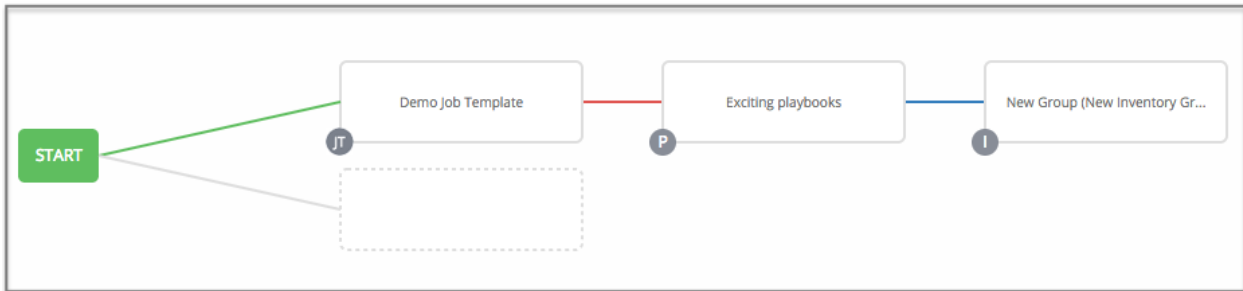 START
Demo Job Template
JT
Exciting playbooks
P
New Group (New Inventory Gr...
I